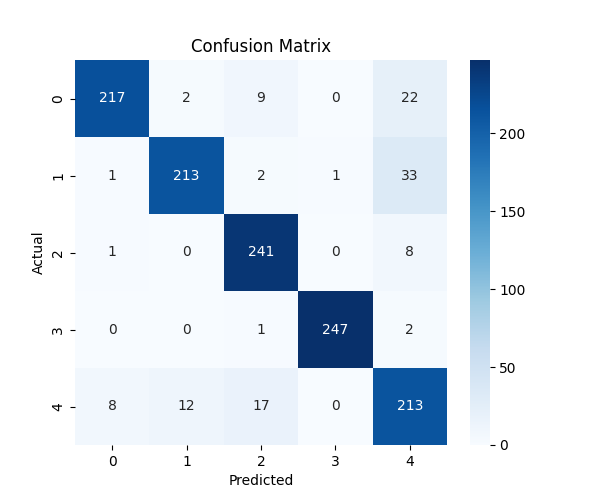 Confusion Matrix
0 217 2 9 0 22
1 1 213 2 1 33
2 1 0 241 0 8
3 0 0 1 247 2
4 8 12 17 0 213
0 1 2 3 4
Actual
Predicted
200
150
100
50
0